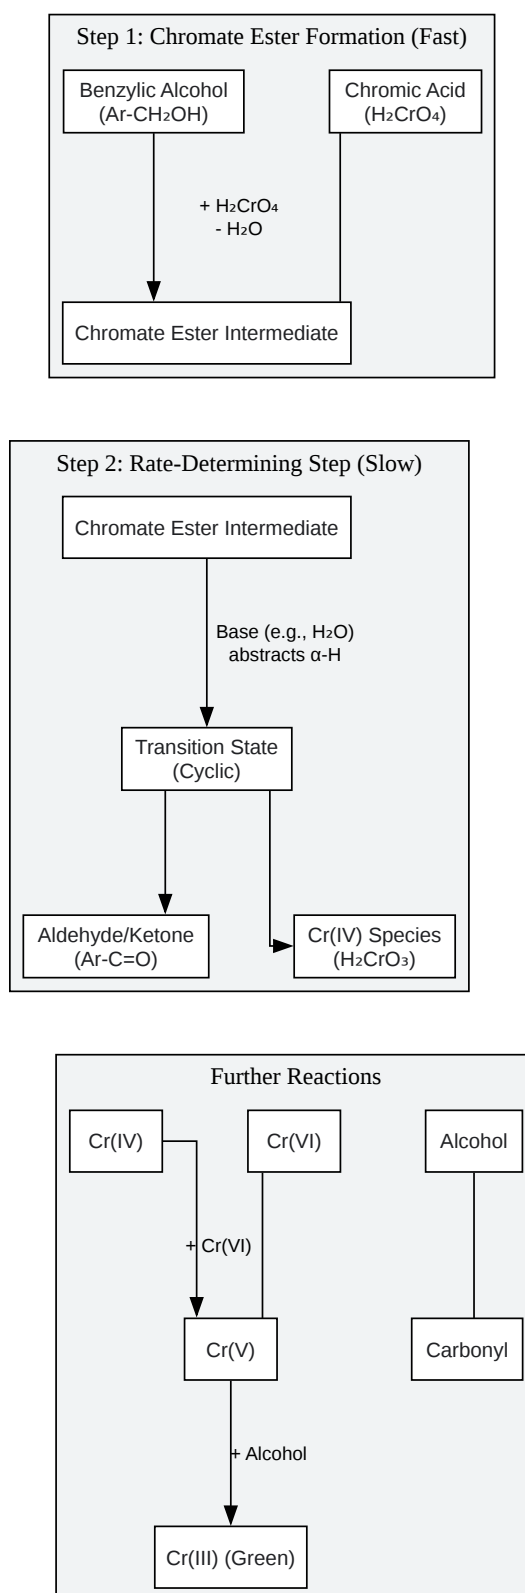 Step 1: Chromate Ester Formation (Fast)
Benzylic Alcohol
(Ar-CH₂OH)
Chromic Acid
(H₂CrO₄)
+ H₂CrO₄
- H₂O
Chromate Ester Intermediate
Step 2: Rate-Determining Step (Slow)
Chromate Ester Intermediate
Base (e.g., H₂O)
abstracts α-H
Transition State
(Cyclic)
Aldehyde/Ketone
(Ar-C=O)
Cr(IV) Species
(H₂CrO₃)
Further Reactions
Cr(IV)
Cr(VI)
Alcohol
+ Cr(VI)
Cr(V)
Carbonyl
+ Alcohol
Cr(III) (Green)